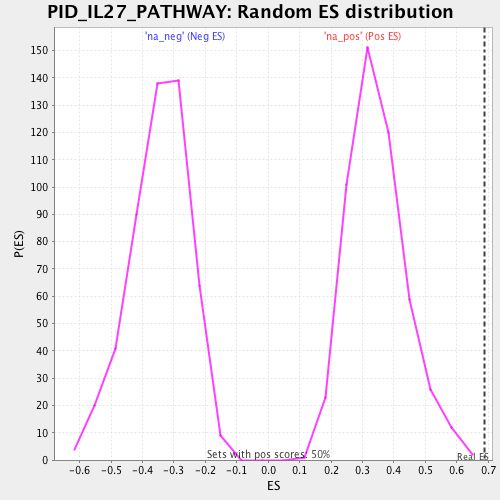 PID_IL27_PATHWAY: Random ES distribution
'na_neg' (Neg ES)
'na_pos' (Pos ES)
150
140
130
120
110
100
90
80
70
60
50
40
30
20
10
0
P(ES)
Sets with pos scores: 50%
Real ES
-0.6 -0.5 -0.4 -0.3 -0.2 -0.1 0.0 0.1 0.2 0.3 0.4 0.5 0.6 0.7
ES